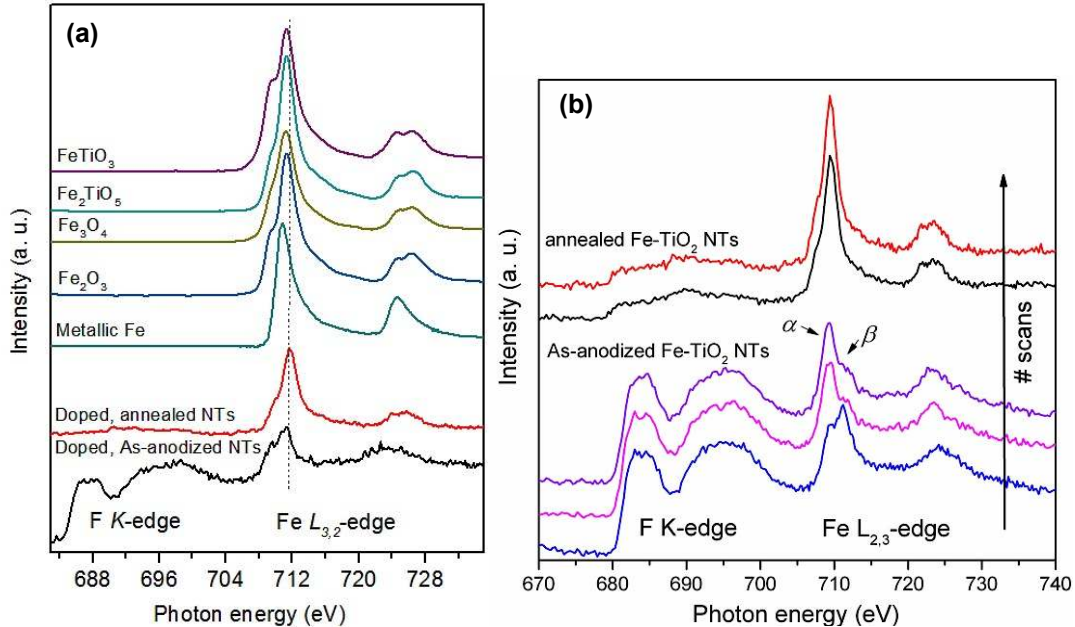 (a)
FeTiO3
Fe2TiO5
Fe3O4
Fe2O3
Metallic Fe
Doped, annealed NTs
Doped, As-anodized NTs
F K-edge
Fe L3,2-edge
688
696
704
712
720
728
Photon energy (eV)
Intensity (a. u.)
(b)
annealed Fe-TiO2 NTs
α
β
As-anodized Fe-TiO2 NTs
# scans
F K-edge
Fe L2,3-edge
670
680
690
700
710
720
730
740
Photon energy (eV)
Intensity (a. u.)